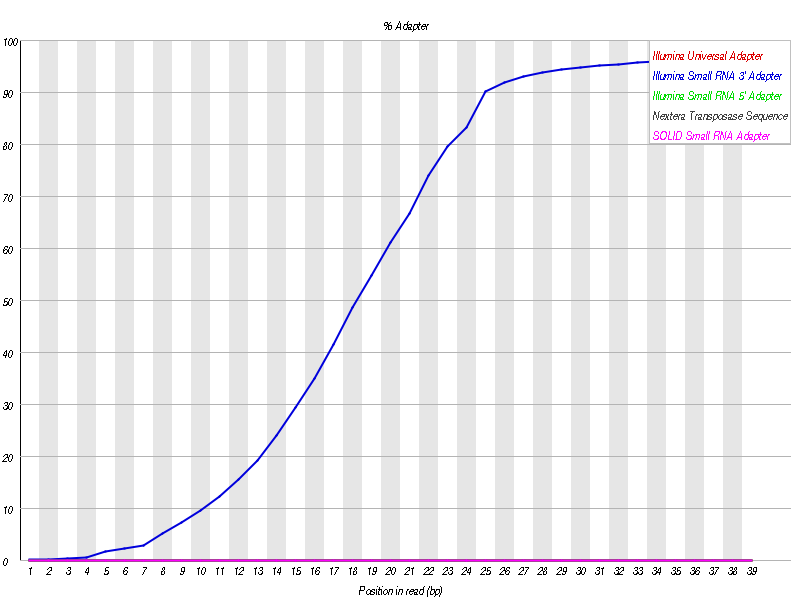 % Adapter
100
90
80
70
60
50
40
30
20
10
0
Illumina Universal Adapter
Illumina Small RNA 3' Adapter
Illumina Small RNA 5' Adapter
Nextera Transposase Sequence
SOLID Small RNA Adapter
1 2 3 4 5 6 7 8 9 10 11 12 13 14 15 16 17 18 19 20 21 22 23 24 25 26 27 28 29 30 31 32 33 34 35 36 37 38 39
Position in read (bp)